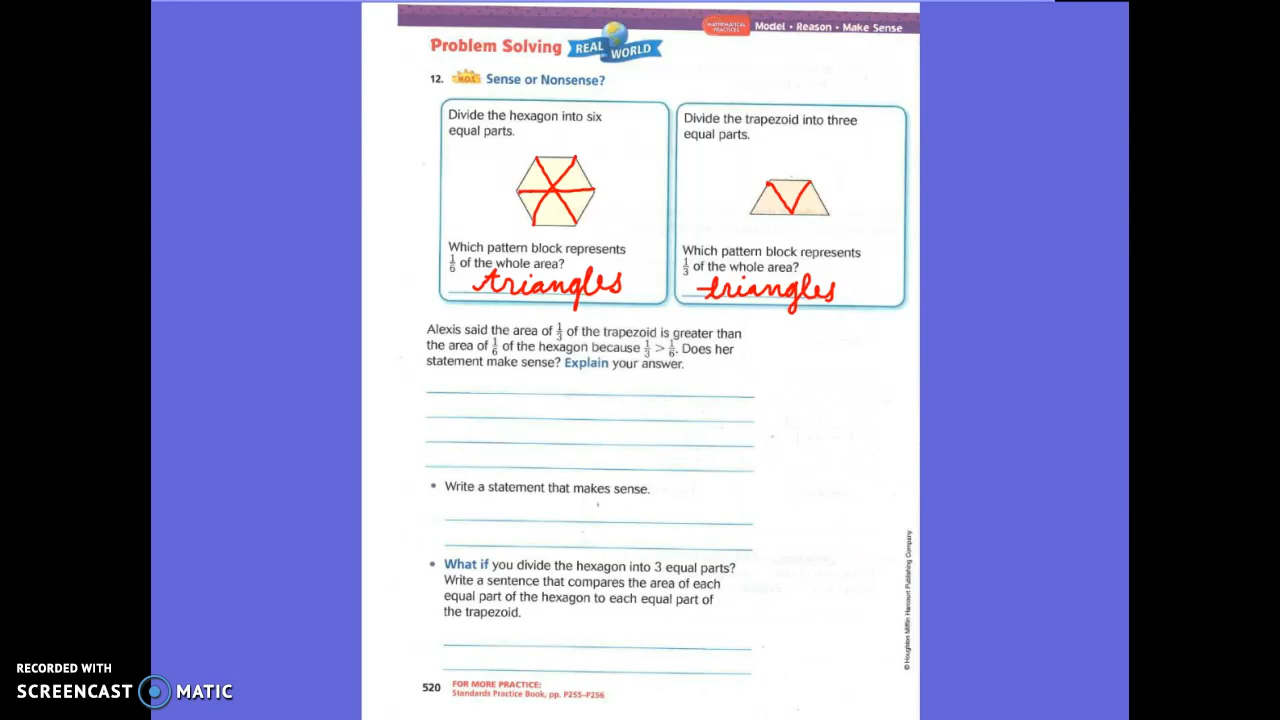 MATHEMATICAL PRACTICES Model • Reason • Make Sense
Problem Solving REAL WORLD
12. H.O.T. Sense or Nonsense?
Divide the hexagon into six
equal parts.
Which pattern block represents
1/6 of the whole area?
triangles
Divide the trapezoid into three
equal parts.
Which pattern block represents
1/3 of the whole area?
triangles
Alexis said the area of 1/3 of the trapezoid is greater than
the area of 1/6 of the hexagon because 1/3 > 1/6. Does her
statement make sense? Explain your answer.
• Write a statement that makes sense.
• What if you divide the hexagon into 3 equal parts?
Write a sentence that compares the area of each
equal part of the hexagon to each equal part of
the trapezoid.
© Houghton Mifflin Harcourt Publishing Company
520 FOR MORE PRACTICE:
Standards Practice Book, pp. P255–P256
RECORDED WITH
SCREENCAST MATIC